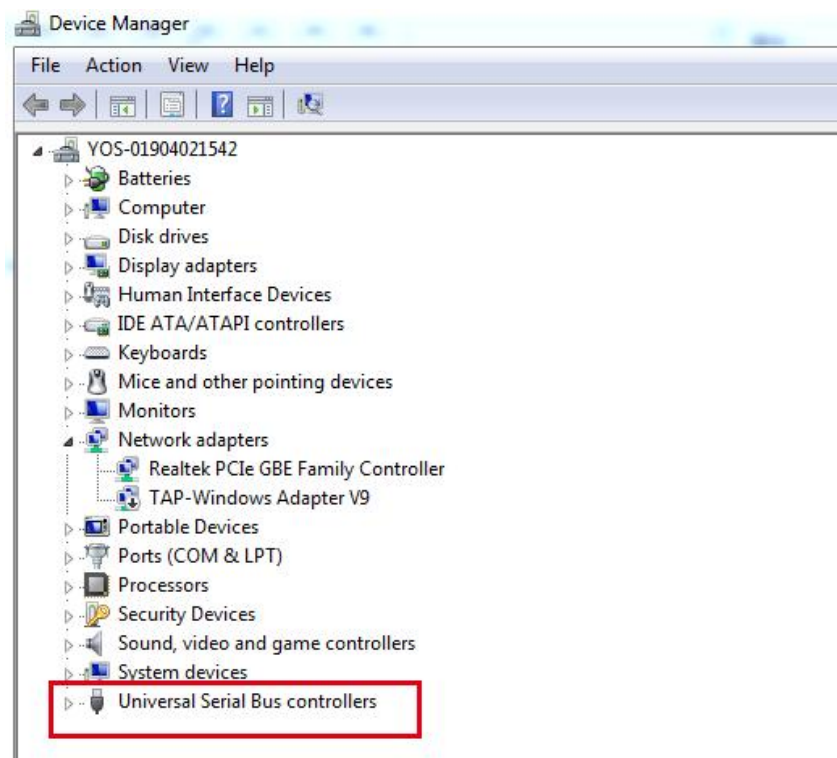 Device Manager
File Action View Help
YOS-01904021542
Batteries
Computer
Disk drives
Display adapters
Human Interface Devices
IDE ATA/ATAPI controllers
Keyboards
Mice and other pointing devices
Monitors
Network adapters
Realtek PCIe GBE Family Controller
TAP-Windows Adapter V9
Portable Devices
Ports (COM & LPT)
Processors
Security Devices
Sound, video and game controllers
System devices
Universal Serial Bus controllers